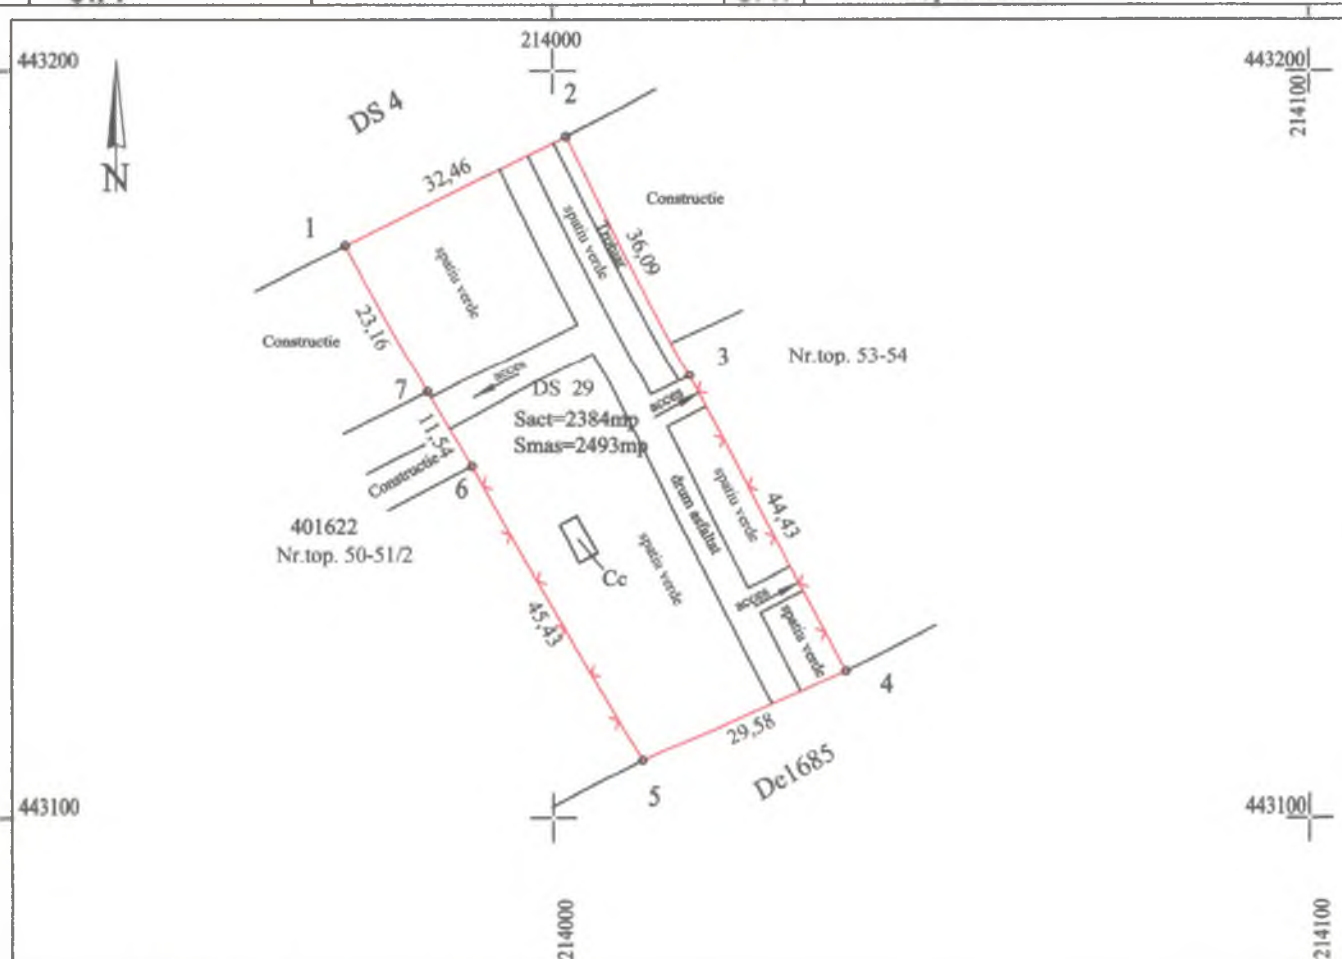 443200
214000
443200
214100
N
DS 4
2
32,46
1
Constructie
spatiu verde
Trotuar
36,09
spatiu verde
23,16
Constructie
3
Nr.top. 53-54
7
acces
DS 29
acces
Sact=2384mp
Smas=2493mp
11,54
Constructie
6
spatiu verde
drum asfaltat
44,43
401622
Nr.top. 50-51/2
spatiu verde
Cc
acces
45,43
spatiu verde
4
29,58
Dc1685
5
443100
443100
214000
214100